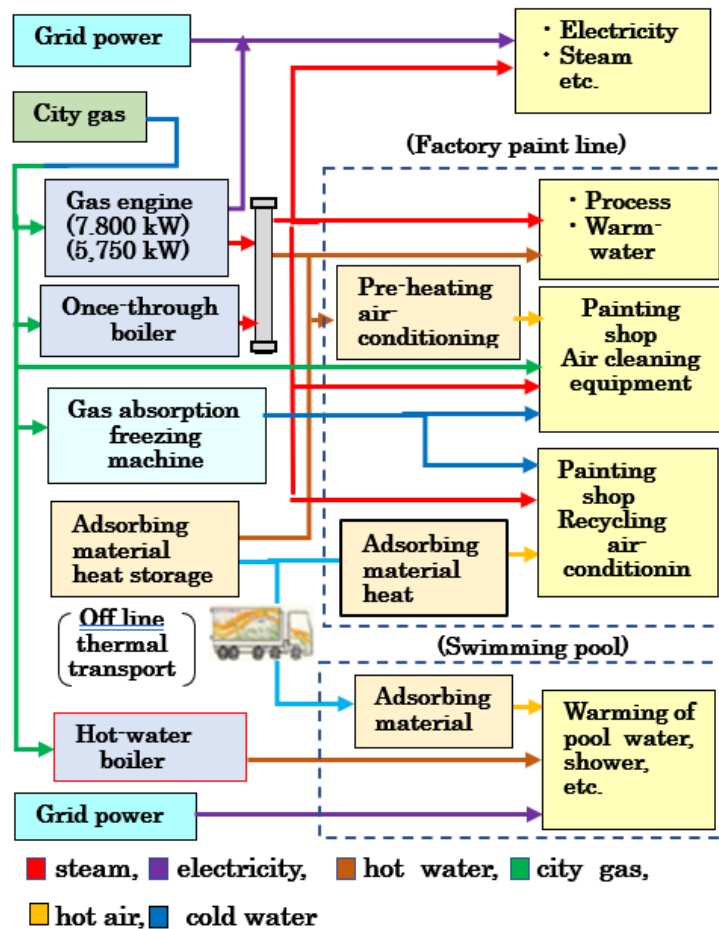 Grid power
・Electricity
・Steam
etc.
City gas
(Factory paint line)
Gas engine
(7.800 kW)
(5,750 kW)
・Process
・Warm-
water
Once-through
boiler
Pre-heating
air-
conditioning
Painting
shop
Air cleaning
equipment
Gas absorption
freezing
machine
Painting
shop
Recycling
air-
conditionin
Adsorbing
material
heat storage
Adsorbing
material
heat
Off line
thermal
transport
(Swimming pool)
Adsorbing
material
Warming of
pool water,
shower,
etc.
Hot-water
boiler
Grid power
steam, electricity, hot water, city gas,
hot air, cold water